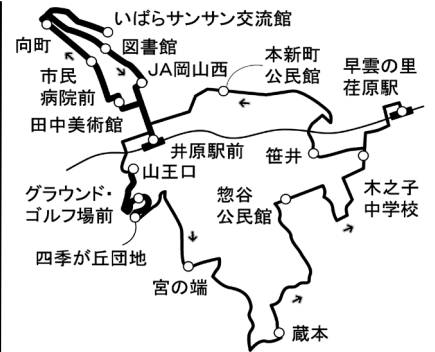 いばらサンサン交流館
向町
図書館
市民
病院前
JA岡山西
田中美術館
本新町
公民館
早雲の里
荏原駅
井原駅前
笹井
山王口
グラウンド・
ゴルフ場前
惣谷
公民館
木之子
中学校
四季が丘団地
宮の端
蔵本